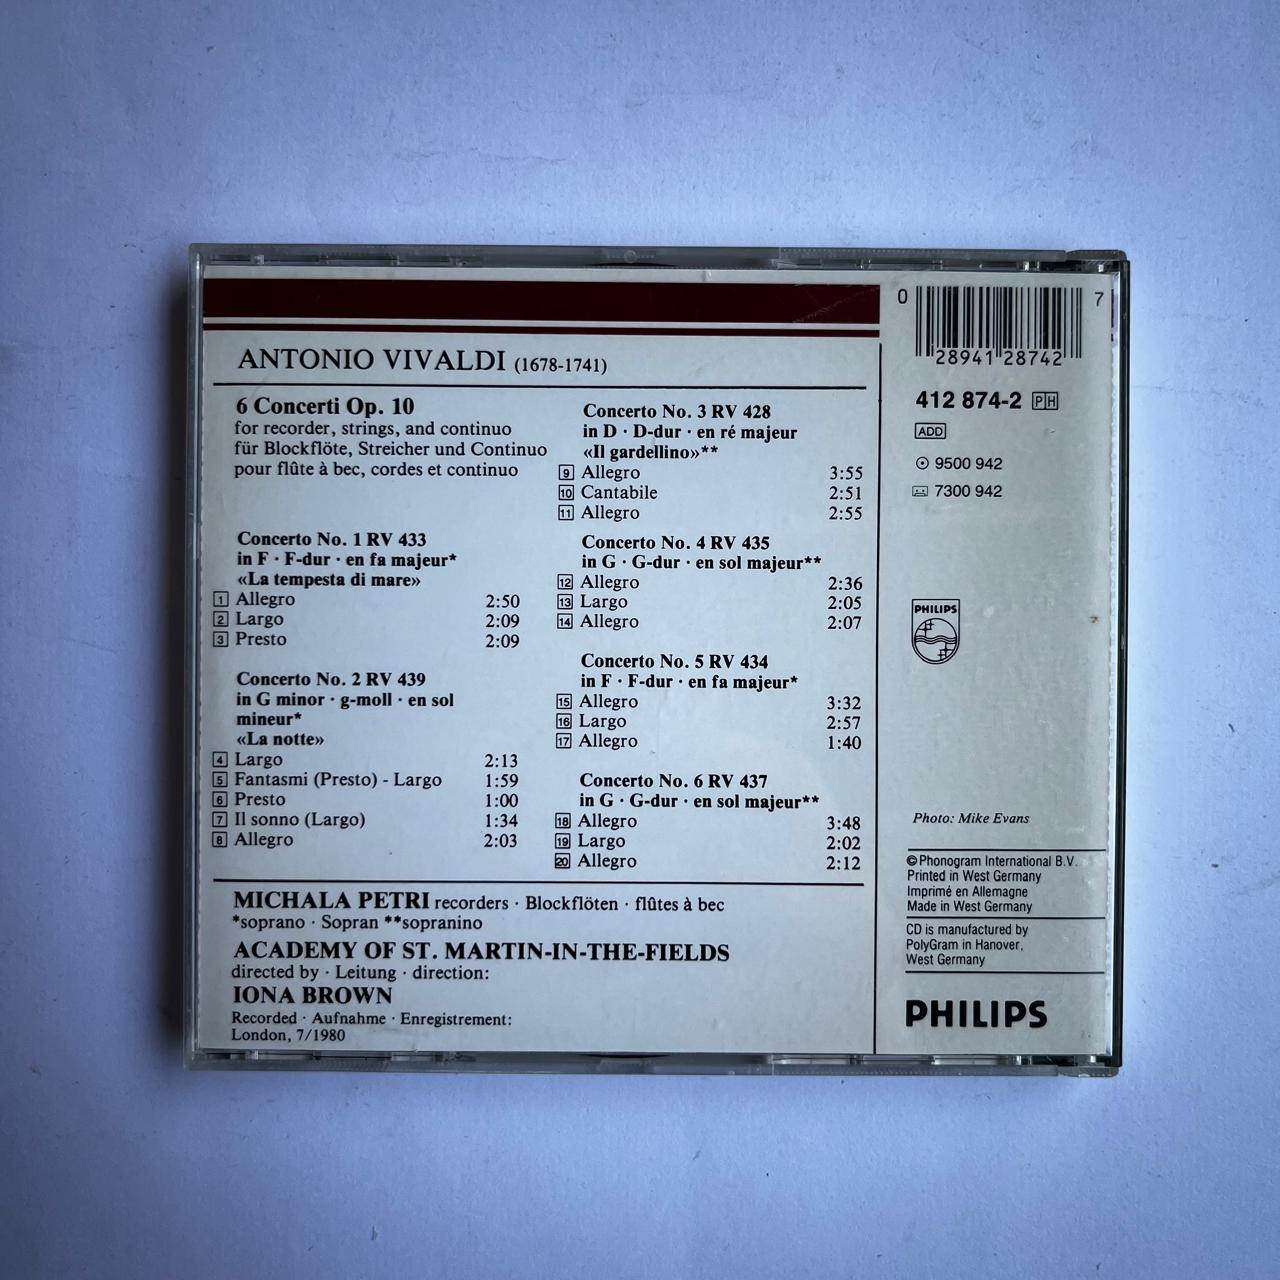 ANTONIO VIVALDI (1678-1741)
6 Concerti Op. 10
for recorder, strings, and continuo
für Blockflöte, Streicher und Continuo
pour flûte à bec, cordes et continuo
Concerto No. 1 RV 433
in F · F-dur · en fa majeur*
«La tempesta di mare»
1 Allegro 2:50
2 Largo 2:09
3 Presto 2:09
Concerto No. 2 RV 439
in G minor · g-moll · en sol
mineur*
«La notte»
4 Largo 2:13
5 Fantasmi (Presto) - Largo 1:59
6 Presto 1:00
7 Il sonno (Largo) 1:34
8 Allegro 2:03
Concerto No. 3 RV 428
in D · D-dur · en ré majeur
«Il gardellino»**
9 Allegro 3:55
10 Cantabile 2:51
11 Allegro 2:55
Concerto No. 4 RV 435
in G · G-dur · en sol majeur**
12 Allegro 2:36
13 Largo 2:05
14 Allegro 2:07
Concerto No. 5 RV 434
in F · F-dur · en fa majeur*
15 Allegro 3:32
16 Largo 2:57
17 Allegro 1:40
Concerto No. 6 RV 437
in G · G-dur · en sol majeur**
18 Allegro 3:48
19 Largo 2:02
20 Allegro 2:12
MICHALA PETRI recorders · Blockflöten · flûtes à bec
*soprano · Sopran **sopranino
ACADEMY OF ST. MARTIN-IN-THE-FIELDS
directed by · Leitung · direction:
IONA BROWN
Recorded · Aufnahme · Enregistrement:
London, 7/1980
0 28941 28742 7
412 874-2 PH
ADD
9500 942
7300 942
PHILIPS
Photo: Mike Evans
© Phonogram International B.V.
Printed in West Germany
Imprimé en Allemagne
Made in West Germany
CD is manufactured by
PolyGram in Hanover,
West Germany
PHILIPS